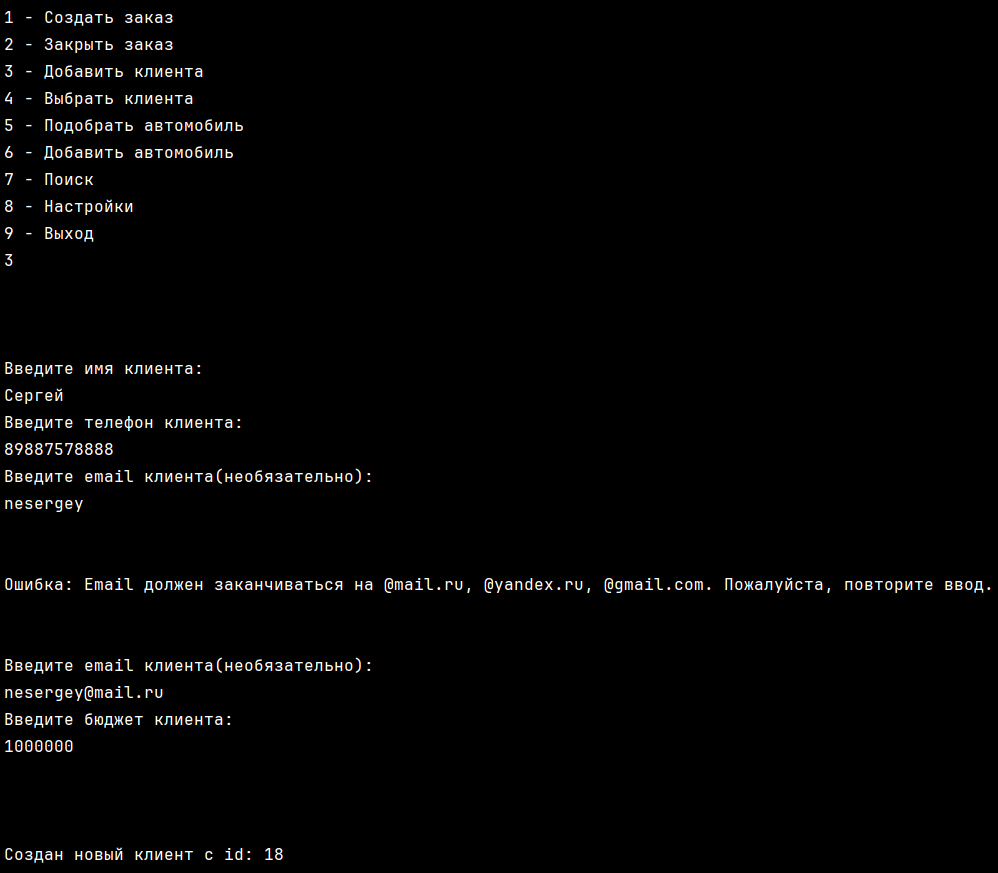 1 - Создать заказ
2 - Закрыть заказ
3 - Добавить клиента
4 - Выбрать клиента
5 - Подобрать автомобиль
6 - Добавить автомобиль
7 - Поиск
8 - Настройки
9 - Выход
3
Введите имя клиента:
Сергей
Введите телефон клиента:
89887578888
Введите email клиента(необязательно):
nesergey
Ошибка: Email должен заканчиваться на @mail.ru, @yandex.ru, @gmail.com. Пожалуйста, повторите ввод.
Введите email клиента(необязательно):
nesergey@mail.ru
Введите бюджет клиента:
1000000
Создан новый клиент с id: 18